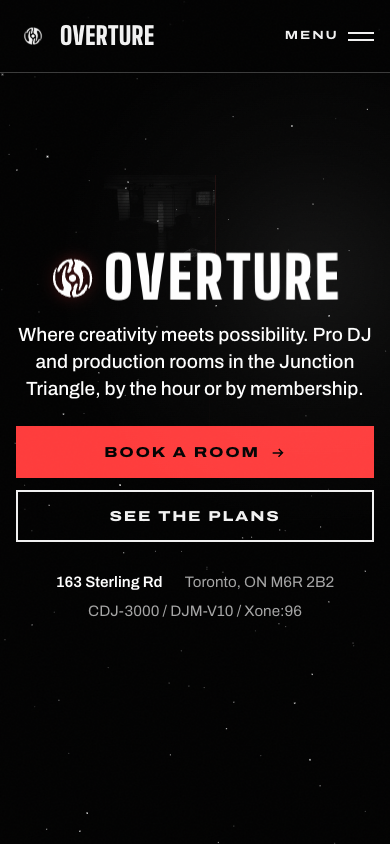 OVERTURE
MENU
OVERTURE
Where creativity meets possibility. Pro DJ
and production rooms in the Junction
Triangle, by the hour or by membership.
BOOK A ROOM →
SEE THE PLANS
163 Sterling Rd Toronto, ON M6R 2B2
CDJ-3000 / DJM-V10 / Xone:96